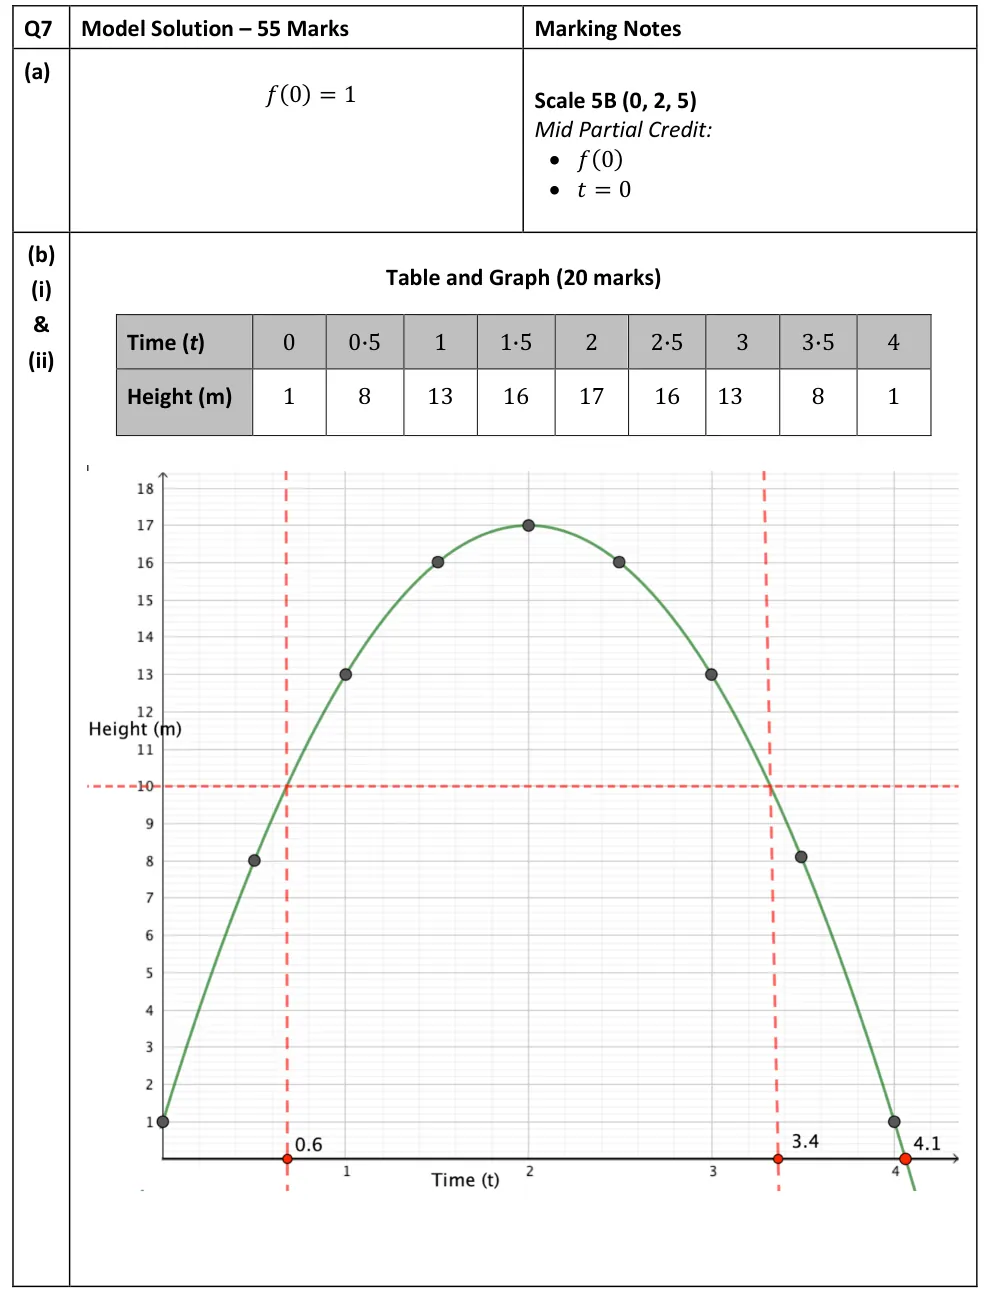 Q7 Model Solution – 55 Marks Marking Notes
(a)
f(0) = 1
Scale 5B (0, 2, 5)
Mid Partial Credit:
• f(0)
• t = 0
(b)
(i)
&
(ii)
Table and Graph (20 marks)
Time (t) 0 0·5 1 1·5 2 2·5 3 3·5 4
Height (m) 1 8 13 16 17 16 13 8 1
18
17
16
15
14
13
12
Height (m)
11
10
9
8
7
6
5
4
3
2
1
0.6 3.4 4.1
1 2 3 4
Time (t)